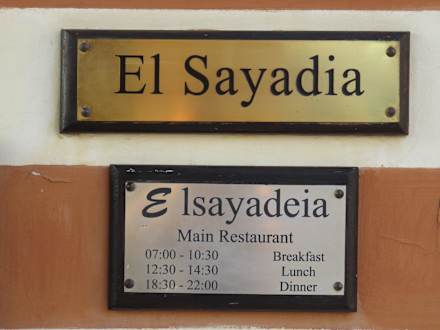 El Sayadia
Elsayadeia
Main Restaurant
07:00 - 10:30 Breakfast
12:30 - 14:30 Lunch
18:30 - 22:00 Dinner